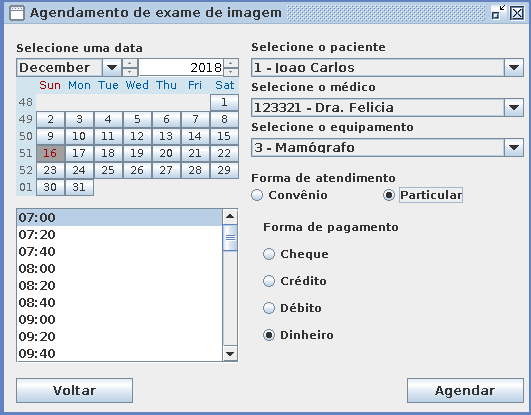 Agendamento de exame de imagem
Selecione uma data
December 2018
Sun Mon Tue Wed Thu Fri Sat
48 1
49 2 3 4 5 6 7 8
50 9 10 11 12 13 14 15
51 16 17 18 19 20 21 22
52 23 24 25 26 27 28 29
01 30 31
07:00
07:20
07:40
08:00
08:20
08:40
09:00
09:20
09:40
Selecione o paciente
1 - Joao Carlos
Selecione o médico
123321 - Dra. Felicia
Selecione o equipamento
3 - Mamógrafo
Forma de atendimento
Convênio Particular
Forma de pagamento
Cheque
Crédito
Débito
Dinheiro
Voltar
Agendar